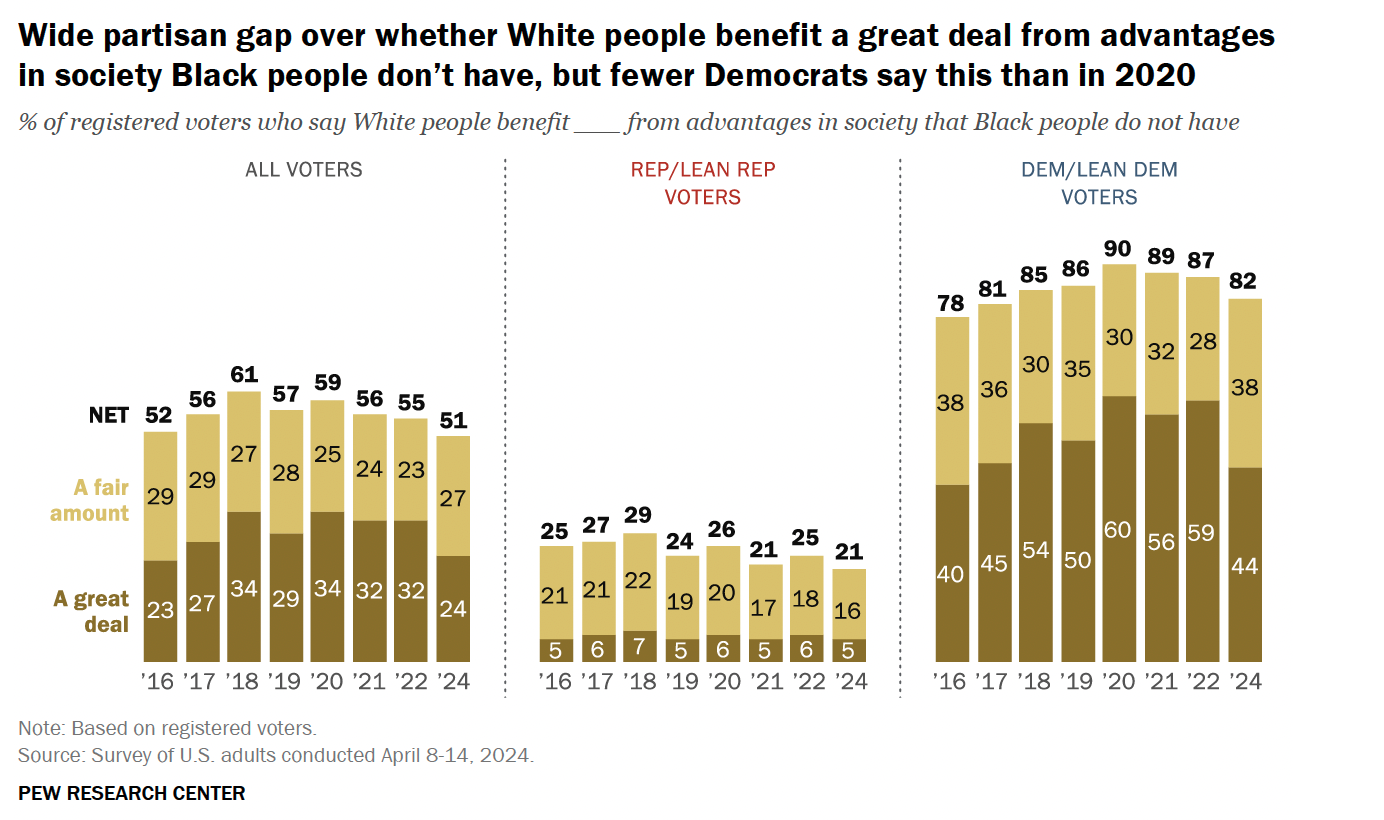 Wide partisan gap over whether White people benefit a great deal from advantages
in society Black people don’t have, but fewer Democrats say this than in 2020
% of registered voters who say White people benefit ___ from advantages in society that Black people do not have
ALL VOTERS
REP/LEAN REP
VOTERS
DEM/LEAN DEM
VOTERS
NET
A fair
amount
A great
deal
52 56 61 57 59 56 55 51
29 29 27 28 25 24 23 27
23 27 34 29 34 32 32 24
’16 ’17 ’18 ’19 ’20 ’21 ’22 ’24
25 27 29 24 26 21 25 21
21 21 22 19 20 17 18 16
5 6 7 5 6 5 6 5
’16 ’17 ’18 ’19 ’20 ’21 ’22 ’24
78 81 85 86 90 89 87 82
38 36 30 35 30 32 28 38
40 45 54 50 60 56 59 44
’16 ’17 ’18 ’19 ’20 ’21 ’22 ’24
Note: Based on registered voters.
Source: Survey of U.S. adults conducted April 8-14, 2024.
PEW RESEARCH CENTER